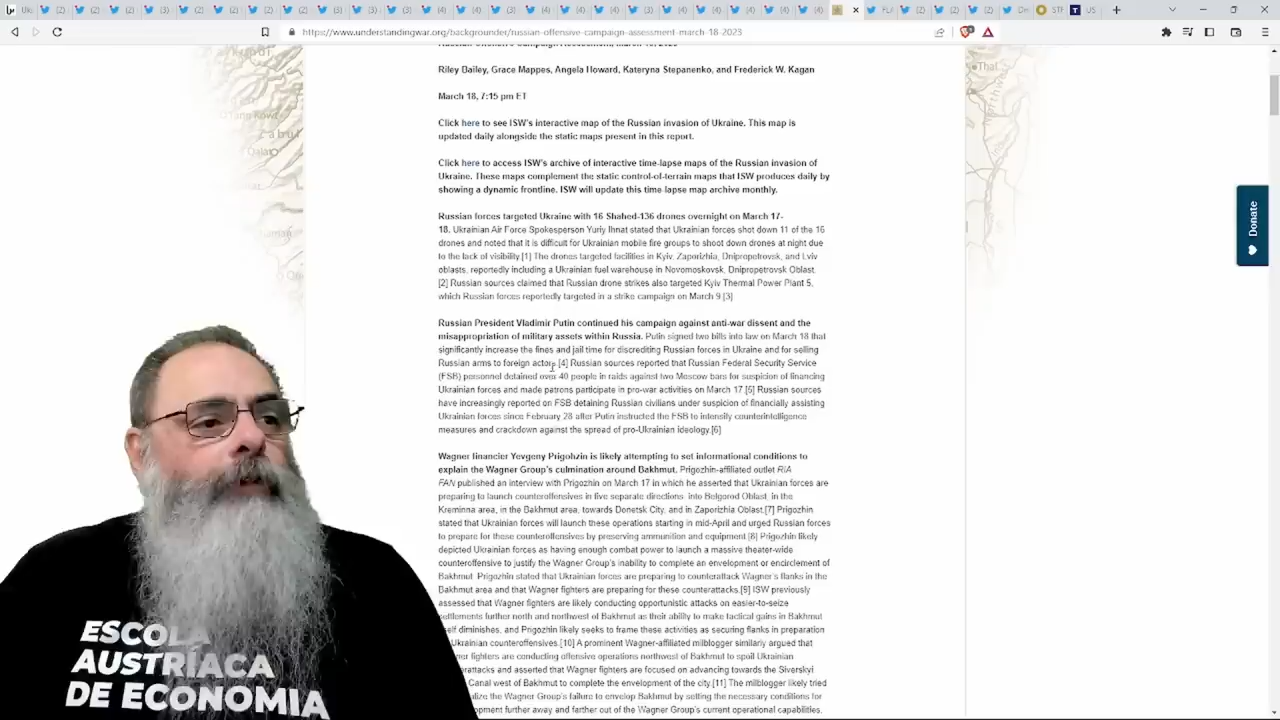 https://www.understandingwar.org/backgrounder/russian-offensive-campaign-assessment-march-18-2023
Riley Bailey, Grace Mappes, Angela Howard, Kateryna Stepanenko, and Frederick W. Kagan
March 18, 7:15 pm ET
Click here to see ISW's interactive map of the Russian invasion of Ukraine. This map is
updated daily alongside the static maps present in this report.
Click here to access ISW's archive of interactive time-lapse maps of the Russian invasion of
Ukraine. These maps complement the static control-of-terrain maps that ISW produces daily by
showing a dynamic frontline. ISW will update this time-lapse map archive monthly.
Russian forces targeted Ukraine with 16 Shahed-136 drones overnight on March 17-
18. Ukrainian Air Force Spokesperson Yuriy Ihnat stated that Ukrainian forces shot down 11 of the 16
drones and noted that it is difficult for Ukrainian mobile fire groups to shoot down drones at night due
to the lack of visibility.[1] The drones targeted facilities in Kyiv, Zaporizhia, Dnipropetrovsk, and Lviv
oblasts, reportedly including a Ukrainian fuel warehouse in Novomoskovsk, Dnipropetrovsk Oblast.
[2] Russian sources claimed that Russian drone strikes also targeted Kyiv Thermal Power Plant 5,
which Russian forces reportedly targeted in a strike campaign on March 9.[3]
Russian President Vladimir Putin continued his campaign against anti-war dissent and the
misappropriation of military assets within Russia. Putin signed two bills into law on March 18 that
significantly increase the fines and jail time for discrediting Russian forces in Ukraine and for selling
Russian arms to foreign actors.[4] Russian sources reported that Russian Federal Security Service
(FSB) personnel detained over 40 people in raids against two Moscow bars for suspicion of financing
Ukrainian forces and made patrons participate in pro-war activities on March 17.[5] Russian sources
have increasingly reported on FSB detaining Russian civilians under suspicion of financially assisting
Ukrainian forces since February 28 after Putin instructed the FSB to intensify counterintelligence
measures and crackdown against the spread of pro-Ukrainian ideology.[6]
Wagner financier Yevgeny Prigohzin is likely attempting to set informational conditions to
explain the Wagner Group's culmination around Bakhmut. Prigozhin-affiliated outlet RIA
FAN published an interview with Prigozhin on March 17 in which he asserted that Ukrainian forces are
preparing to launch counteroffensives in five separate directions: into Belgorod Oblast, in the
Kreminna area, in the Bakhmut area, towards Donetsk City, and in Zaporizhia Oblast.[7] Prigozhin
stated that Ukrainian forces will launch these operations starting in mid-April and urged Russian forces
to prepare for these counteroffensives by preserving ammunition and equipment.[8] Prigozhin likely
depicted Ukrainian forces as having enough combat power to launch a massive theater-wide
counteroffensive to justify the Wagner Group's inability to complete an envelopment or encirclement of
Bakhmut. Prigozhin stated that Ukrainian forces are preparing to counterattack Wagner's flanks in the
Bakhmut area and that Wagner fighters are preparing for these counterattacks.[9] ISW previously
assessed that Wagner fighters are likely conducting opportunistic attacks on easier-to-seize
settlements further north and northwest of Bakhmut as their ability to make tactical gains in Bakhmut
self diminishes, and Prigozhin likely seeks to frame these activities as securing flanks in preparation
Ukrainian counteroffensives.[10] A prominent Wagner-affiliated milblogger similarly argued that
fighters are conducting offensive operations northwest of Bakhmut to spoil Ukrainian
and asserted that Wagner fighters are focused on advancing towards the Siverskyi
Canal west of Bakhmut to complete the envelopment of the city.[11] The milblogger likely tried
the Wagner Group's failure to envelop Bakhmut by setting the necessary conditions for
further away and farther out of the Wagner Group's current operational capabilities.
Donate
ESCOLA
AUSTRÍACA
DE ECONOMIA